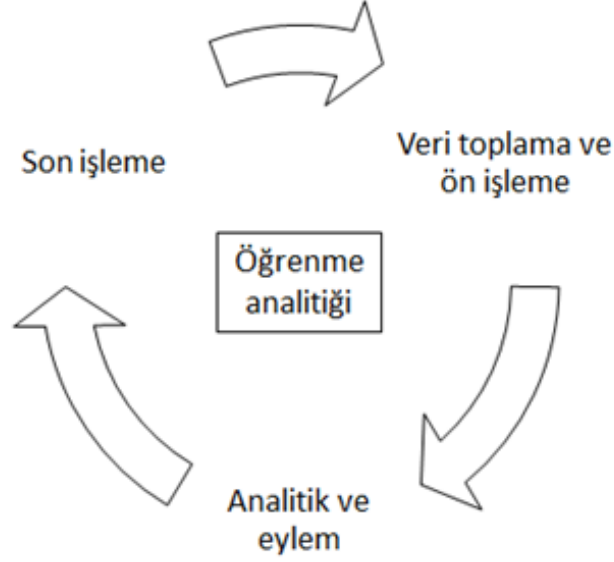 Son işleme
Veri toplama ve
ön işleme
Öğrenme
analitiği
Analitik ve
eylem